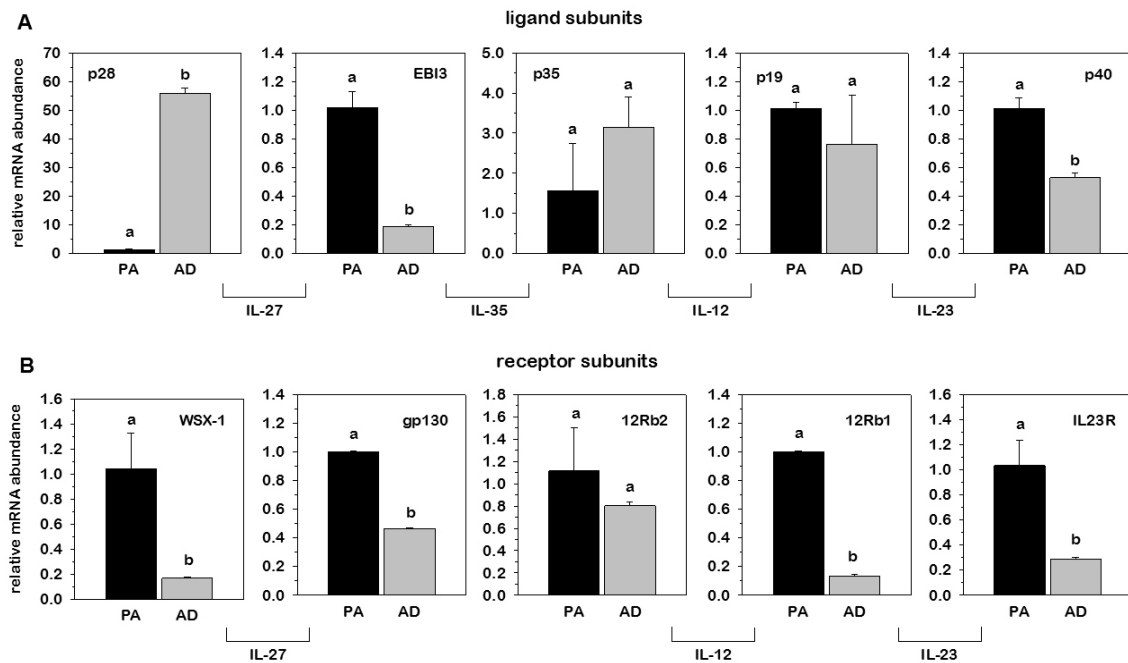 A
ligand subunits
relative mRNA abundance
p28
70
60
50
40
30
20
10
0
a
b
PA AD
EBI3
1.4
1.2
1.0
0.8
0.6
0.4
0.2
0.0
a
b
PA AD
p35
5.0
4.0
3.0
2.0
1.0
0.0
a
a
PA AD
p19
1.4
1.2
1.0
0.8
0.6
0.4
0.2
0.0
a
a
PA AD
p40
1.4
1.2
1.0
0.8
0.6
0.4
0.2
0.0
a
b
PA AD
IL-27 IL-35 IL-12 IL-23
B
receptor subunits
relative mRNA abundance
WSX-1
1.6
1.4
1.2
1.0
0.8
0.6
0.4
0.2
0.0
a
b
PA AD
gp130
1.4
1.2
1.0
0.8
0.6
0.4
0.2
0.0
a
b
PA AD
12Rb2
1.8
1.6
1.4
1.2
1.0
0.8
0.6
0.4
0.2
0.0
a
a
PA AD
12Rb1
1.4
1.2
1.0
0.8
0.6
0.4
0.2
0.0
a
b
PA AD
IL23R
1.6
1.4
1.2
1.0
0.8
0.6
0.4
0.2
0.0
a
b
PA AD
IL-27 IL-12 IL-23